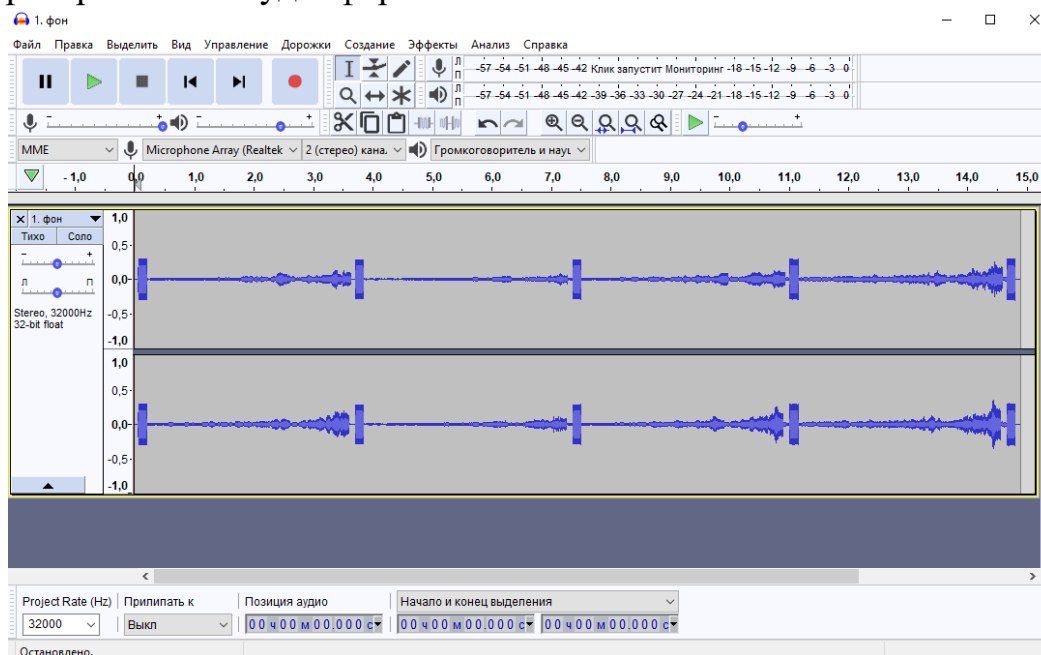 1. фон
Файл Правка Выделить Вид Управление Дорожки Создание Эффекты Анализ Справка
Л П -57 -54 -51 -48 -45 -42 Клик запустит Мониторинг -18 -15 -12 -9 -6 -3 0
Л П -57 -54 -51 -48 -45 -42 -39 -36 -33 -30 -27 -24 -21 -18 -15 -12 -9 -6 -3 0
- + - +
- +
MME Microphone Array (Realtek 2 (стерео) кана. Громкоговоритель и науц
- 1,0 0,0 1,0 2,0 3,0 4,0 5,0 6,0 7,0 8,0 9,0 10,0 11,0 12,0 13,0 14,0 15,0
1. фон
Тихо Соло
- +
Л П
Stereo, 32000Hz
32-bit float
1,0
0,5
0,0
-0,5
-1,0
1,0
0,5
0,0
-0,5
-1,0
Project Rate (Hz) Прилипать к Позиция аудио Начало и конец выделения
32000 Выкл 00 ч 00 м 00.000 с 00 ч 00 м 00.000 с 00 ч 00 м 00.000 с
Остановлено.